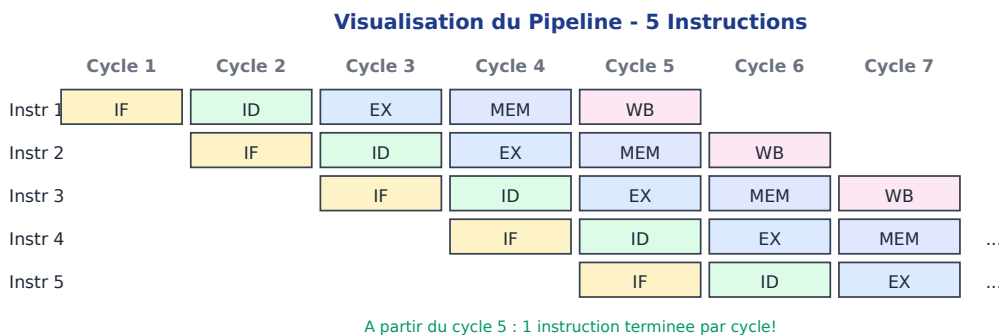 Visualisation du Pipeline - 5 Instructions
Cycle 1 Cycle 2 Cycle 3 Cycle 4 Cycle 5 Cycle 6 Cycle 7
Instr 1 IF ID EX MEM WB
Instr 2 IF ID EX MEM WB
Instr 3 IF ID EX MEM WB
Instr 4 IF ID EX MEM ...
Instr 5 IF ID EX ...
A partir du cycle 5 : 1 instruction terminee par cycle!